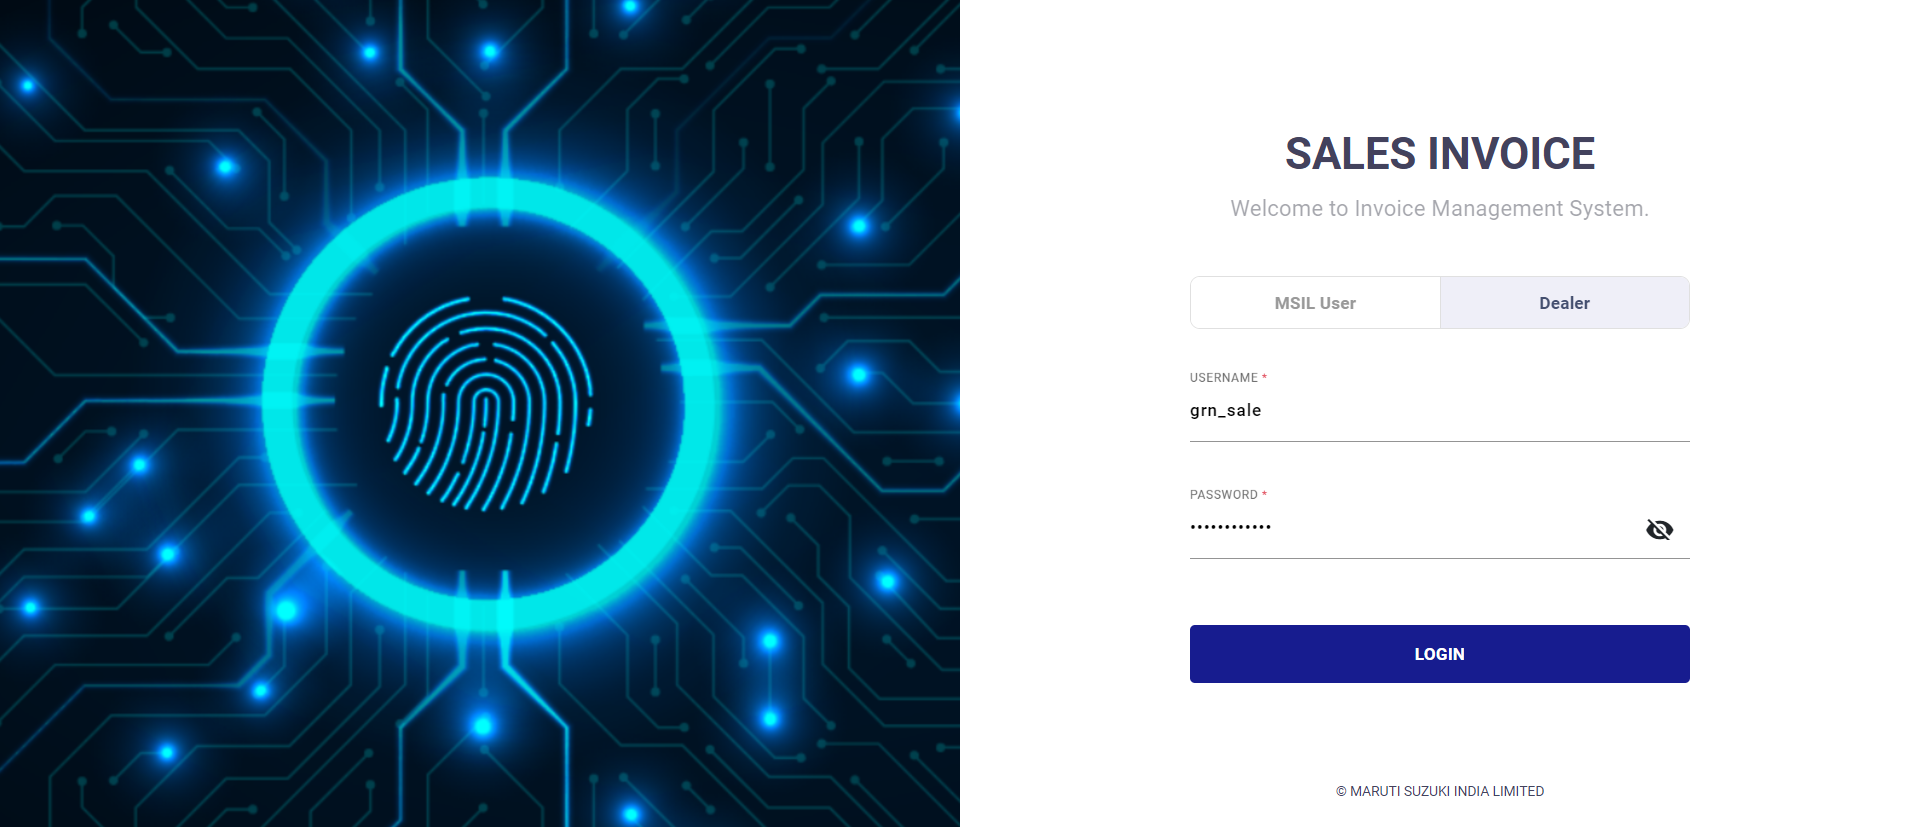 SALES INVOICE
Welcome to Invoice Management System.
MSIL User
Dealer
USERNAME *
grn_sale
PASSWORD *
••••••••••••
LOGIN
© MARUTI SUZUKI INDIA LIMITED